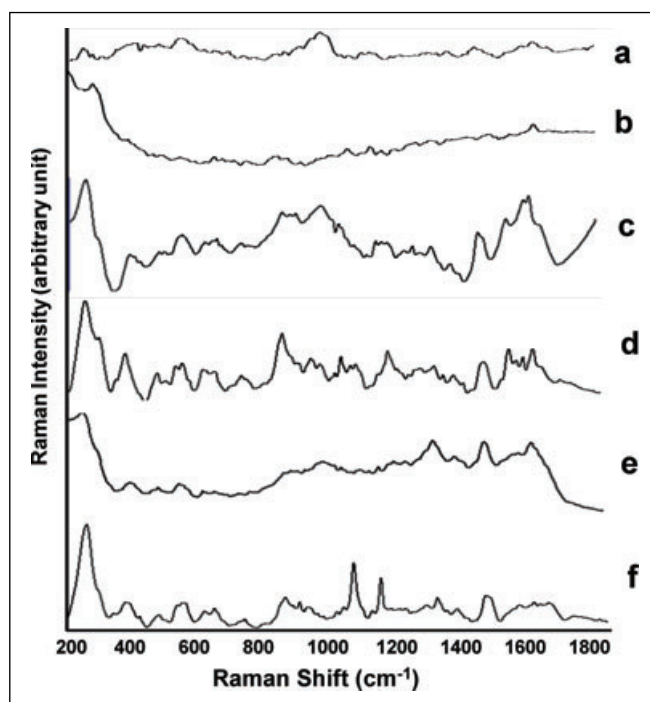 a
b
c
d
e
f
Raman Intensity (arbitrary unit)
200 400 600 800 1000 1200 1400 1600 1800
Raman Shift (cm⁻¹)